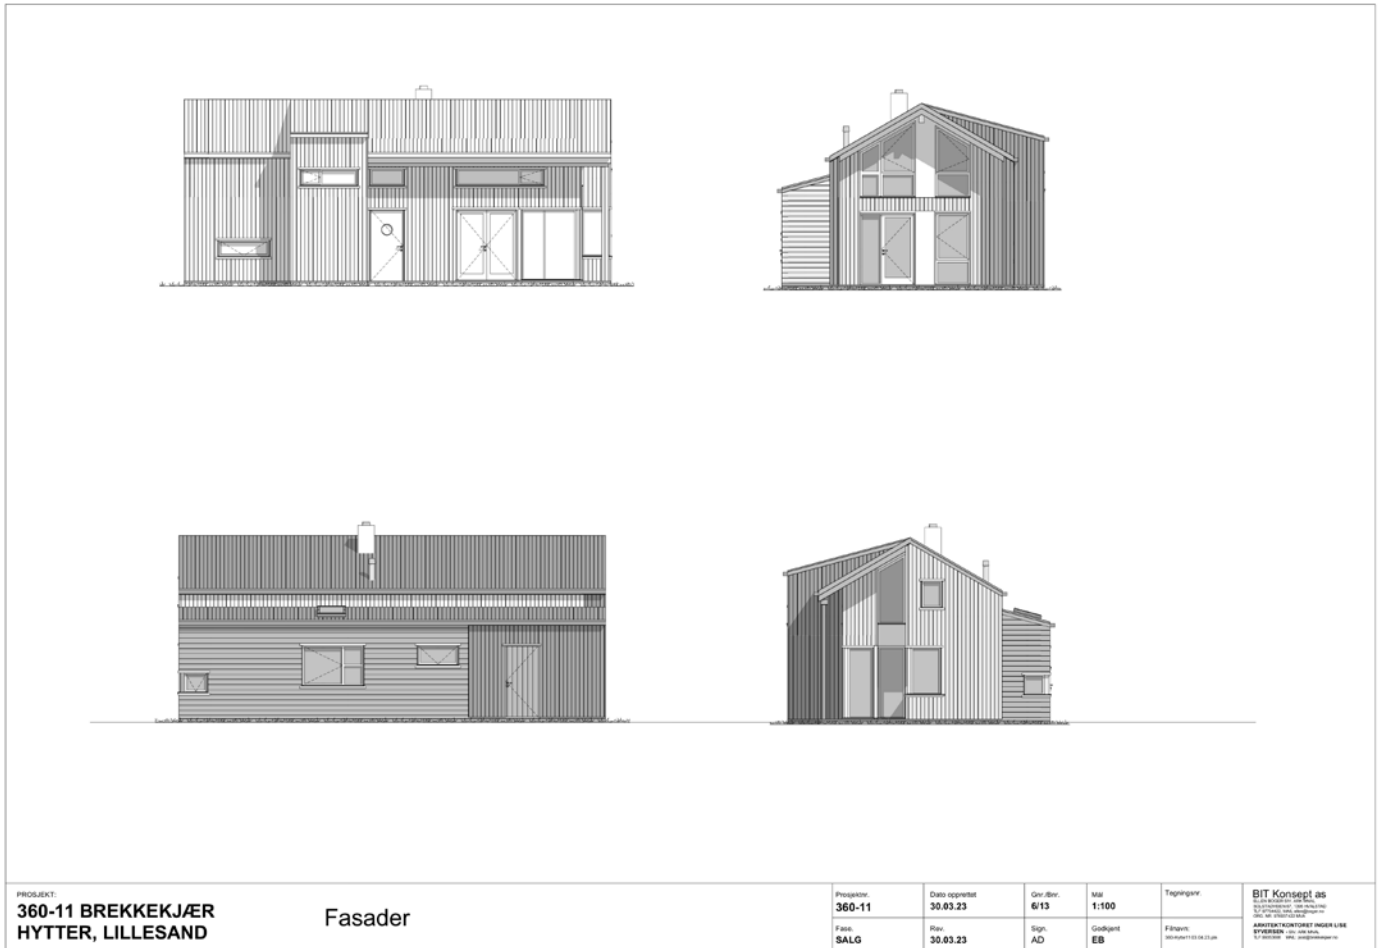 PROSJEKT:
360-11 BREKKEKJÆR
HYTTER, LILLESAND
Fasader
Prosjektnr.
360-11
Dato opprettet
30.03.23
Gnr./Bnr.
6/13
Mål
1:100
Tegningsnr.
Fase.
SALG
Rev.
30.03.23
Sign.
AD
Godkjent
EB
Filnavn:
BIT Konsept as
ARKITEKTKONTORET INGER LISE
SYVERSEN